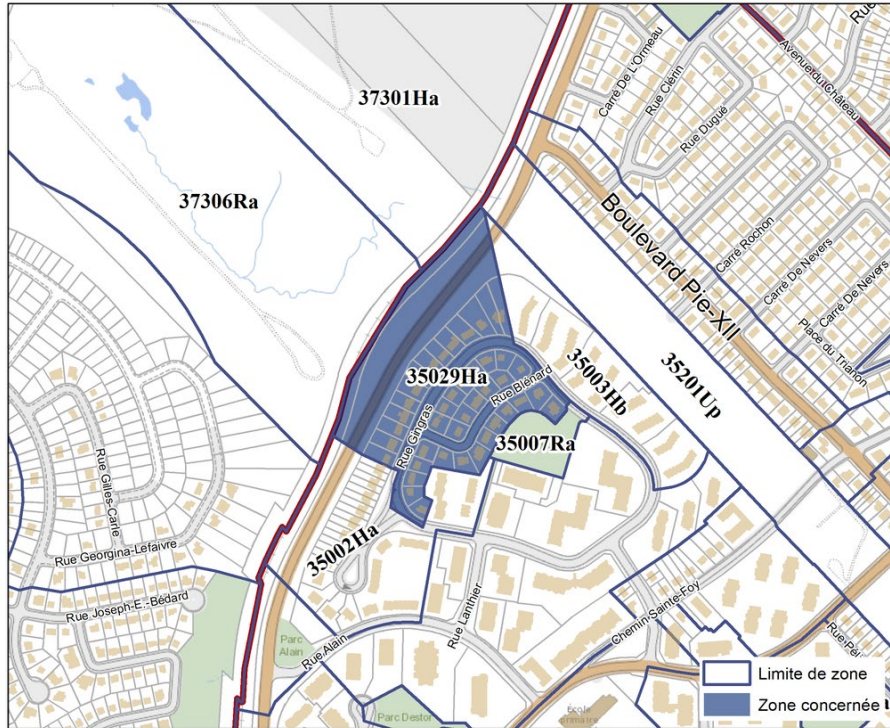 37301Ha
37306Ra
Carré De L'Ormeau
Rue Clérin
Rue Dugué
Avenue du Château
Boulevard Pie-XII
Carré Rochon
Carré De Nevers
Carré De Nevers
Place du Trianon
35201Up
35003Hb
35029Ha
Rue Blénard
Rue Gingras
35007Ra
35002Ha
Rue Gilles-Carle
Rue Georgina-Lefaivre
Rue Joseph-E.-Bédard
Parc
Alain
Rue Alain
Rue Lanthier
Chemin Sainte-Foy
Parc Destor
École
Limite de zone
Zone concernée